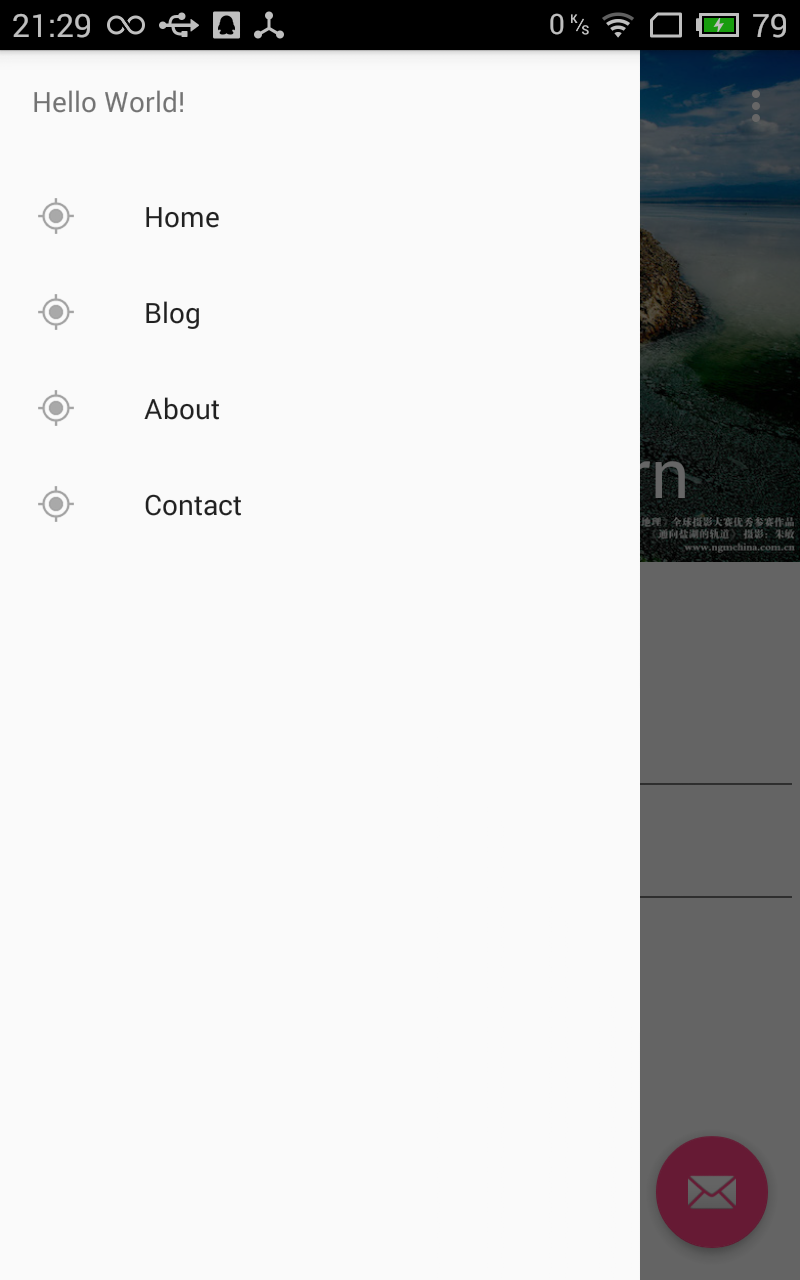 21:29
0 K/s
79
Hello World!
Home
Blog
About
Contact
rn
地理》全球摄影大赛优秀参赛作品
《通向盐湖的轨道》 摄影：朱敏
www.ngmchina.com.cn